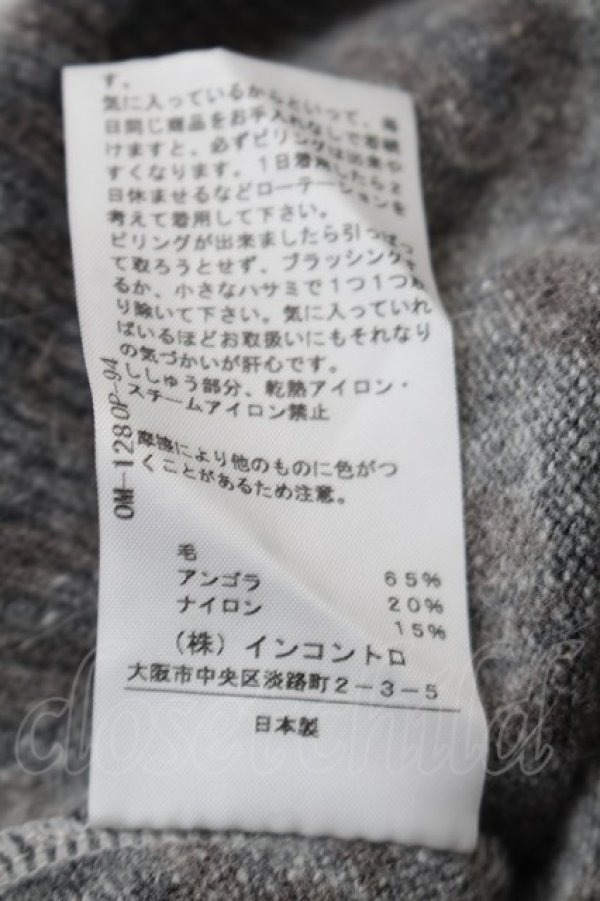 す。
気に入っているからといって、毎
日同じ商品をお手入れなしで着続
けますと、必ずピリングは出来や
すくなります。1日着用したら2
日休ませるなどローテーションを
考えて着用して下さい。
ピリングが出来ましたら引っぱっ
て取ろうとせず、ブラッシングす
るか、小さなハサミで1つ1つ取
り除いて下さい。気に入っていれ
ばいるほどお取扱いにもそれなり
の気づかいが肝心です。
ししゅう部分、乾熱アイロン・
スチームアイロン禁止
OM-1280P-94
摩擦により他のものに色がつ
くことがあるため注意。
毛 65%
アンゴラ 20%
ナイロン 15%
(株)インコントロ
大阪市中央区淡路町2-3-5
日本製
closet child